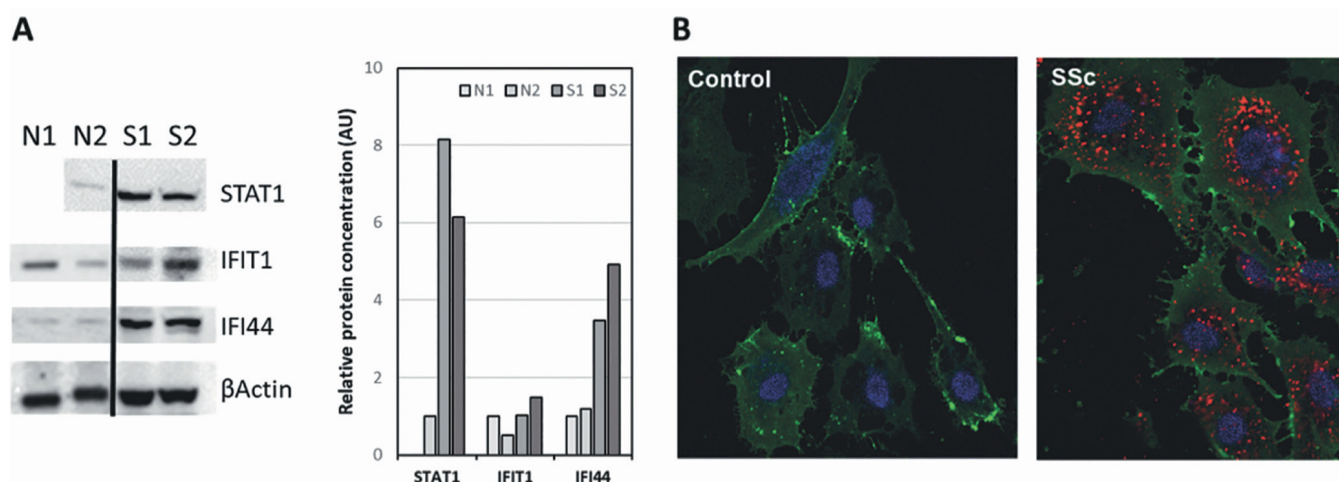 A
N1 N2 S1 S2
STAT1
IFIT1
IFI44
βActin
Relative protein concentration (AU)
10
8
6
4
2
0
N1 N2 S1 S2
STAT1 IFIT1 IFI44
B
Control
SSc